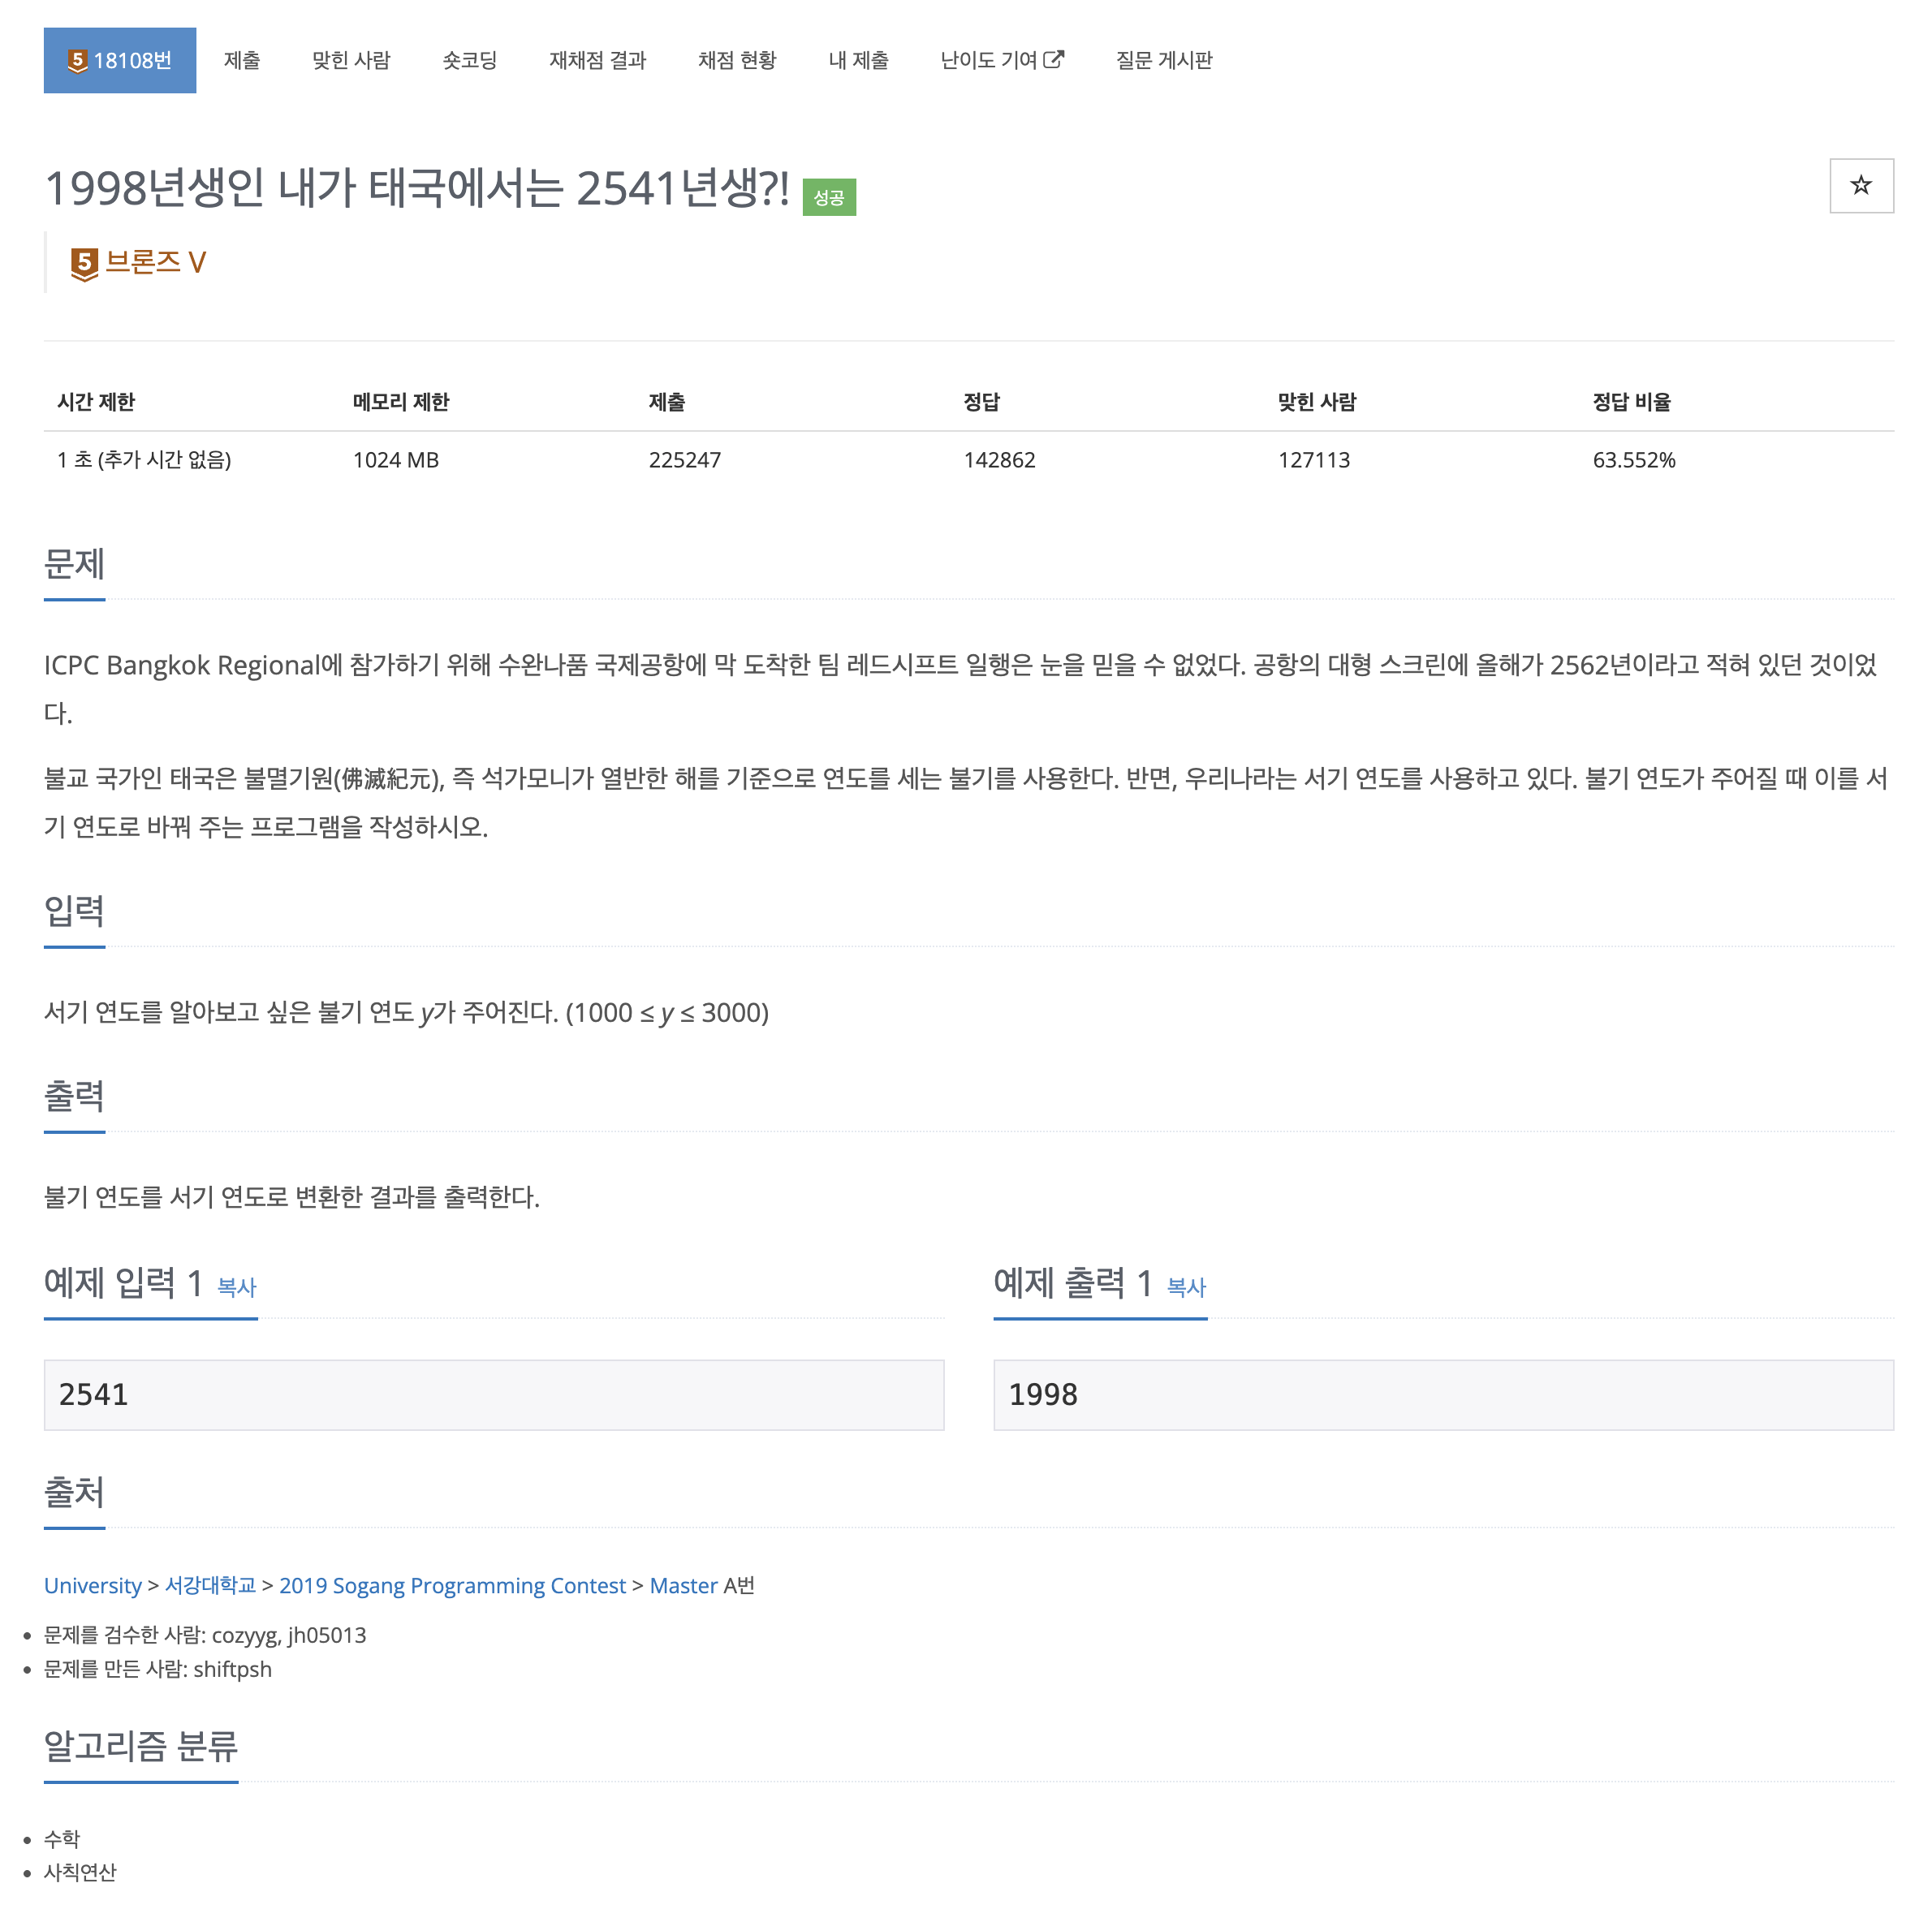 5 18108번 제출 맞힌 사람 숏코딩 재채점 결과 채점 현황 내 제출 난이도 기여 질문 게시판
1998년생인 내가 태국에서는 2541년생?! 성공
5 브론즈 V
시간 제한 메모리 제한 제출 정답 맞힌 사람 정답 비율
1 초 (추가 시간 없음) 1024 MB 225247 142862 127113 63.552%
문제
ICPC Bangkok Regional에 참가하기 위해 수완나품 국제공항에 막 도착한 팀 레드시프트 일행은 눈을 믿을 수 없었다. 공항의 대형 스크린에 올해가 2562년이라고 적혀 있던 것이었
다.
불교 국가인 태국은 불멸기원(佛滅紀元), 즉 석가모니가 열반한 해를 기준으로 연도를 세는 불기를 사용한다. 반면, 우리나라는 서기 연도를 사용하고 있다. 불기 연도가 주어질 때 이를 서
기 연도로 바꿔 주는 프로그램을 작성하시오.
입력
서기 연도를 알아보고 싶은 불기 연도 y가 주어진다. (1000 ≤ y ≤ 3000)
출력
불기 연도를 서기 연도로 변환한 결과를 출력한다.
예제 입력 1 복사 예제 출력 1 복사
2541 1998
출처
University > 서강대학교 > 2019 Sogang Programming Contest > Master A번
문제를 검수한 사람: cozyyg, jh05013
문제를 만든 사람: shiftpsh
알고리즘 분류
수학
사칙연산